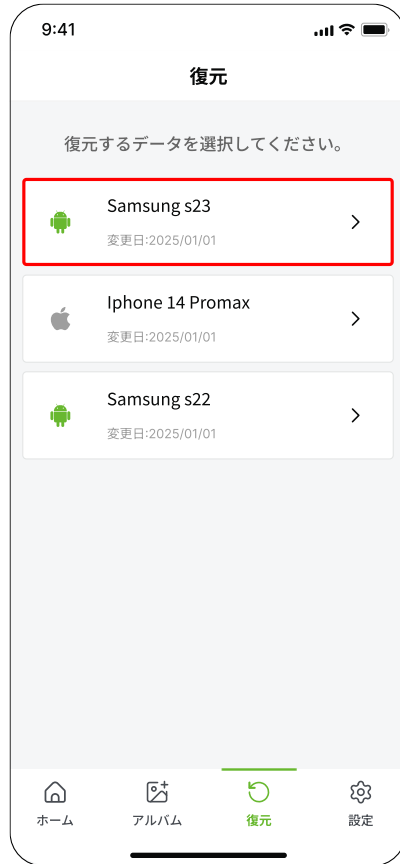 9:41
復元
復元するデータを選択してください。
Samsung s23
変更日:2025/01/01
Iphone 14 Promax
変更日:2025/01/01
Samsung s22
変更日:2025/01/01
ホーム アルバム 復元 設定